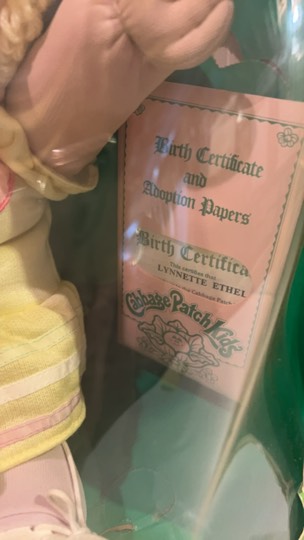 Birth Certificate
and
Adoption Papers
Birth Certifica
This certifies that
LYNNETTE ETHEL
Cabbage Patch Kids